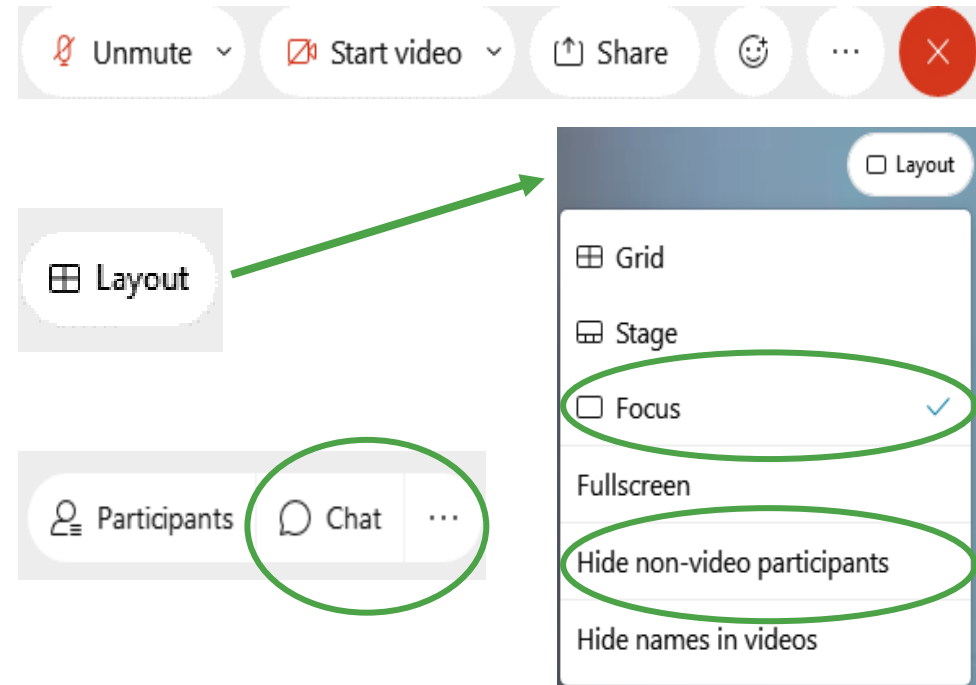 Unmute Start video Share ...
Layout
Layout
Grid
Stage
Focus
Fullscreen
Hide non-video participants
Hide names in videos
Participants Chat ...